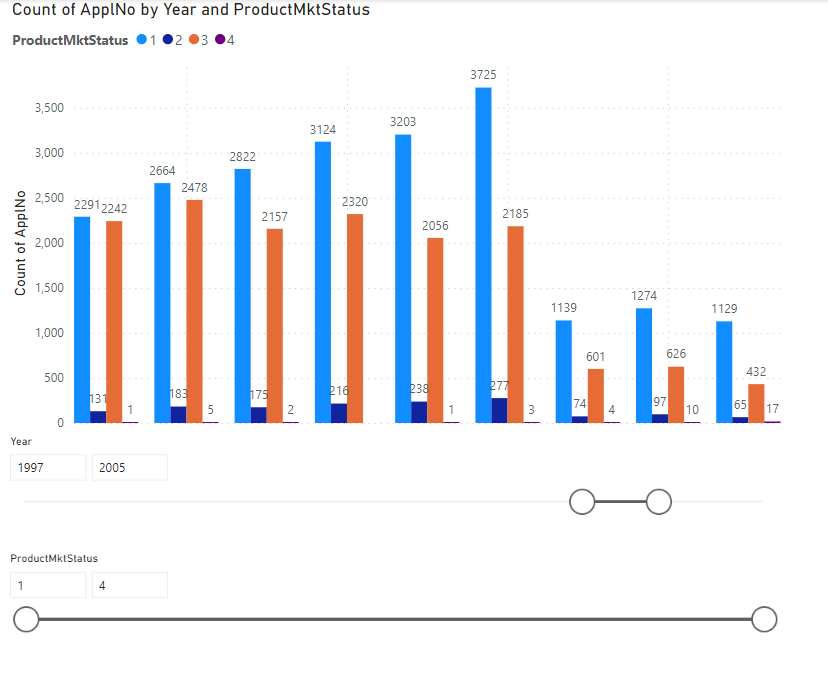 Count of ApplNo by Year and ProductMktStatus
ProductMktStatus 1 2 3 4
Count of ApplNo
3,500
3,000
2,500
2,000
1,500
1,000
500
0
2291 131 2242 1
2664 183 2478 5
2822 175 2157 2
3124 216 2320
3203 238 2056 1
3725 277 2185 3
1139 74 601 4
1274 97 626 10
1129 65 432 17
Year
1997 2005
ProductMktStatus
1 4